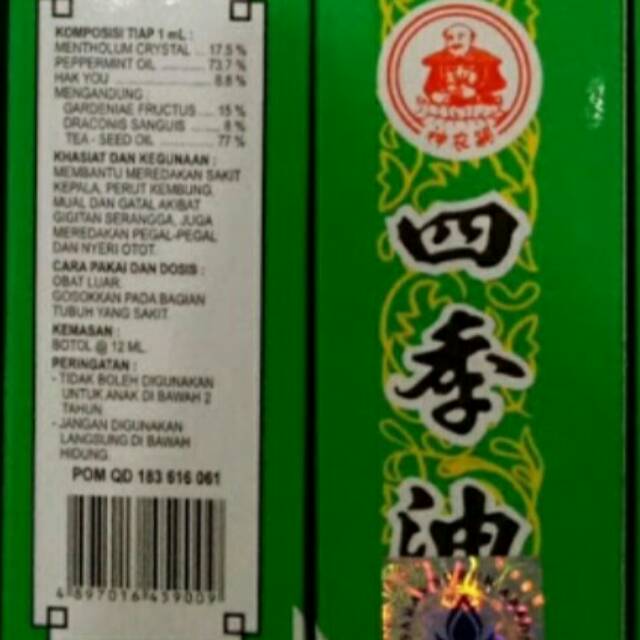 KOMPOSISI TIAP 1 mL :
MENTHOLUM CRYSTAL ... 17.5 %
PEPPERMINT OIL ............ 73.7 %
HAK YOU ..................... 8.8 %
MENGANDUNG :
GARDENIAE FRUCTUS .... 15 %
DRACONIS SANGUIS ..... 8 %
TEA - SEED OIL ............ 77 %
KHASIAT DAN KEGUNAAN :
MEMBANTU MEREDAKAN SAKIT
KEPALA, PERUT KEMBUNG,
MUAL DAN GATAL AKIBAT
GIGITAN SERANGGA, JUGA
MEREDAKAN PEGAL-PEGAL
DAN NYERI OTOT.
CARA PAKAI DAN DOSIS :
OBAT LUAR.
GOSOKKAN PADA BAGIAN
TUBUH YANG SAKIT.
KEMASAN :
BOTOL @ 12 ML.
PERINGATAN :
- TIDAK BOLEH DIGUNAKAN
UNTUK ANAK DI BAWAH 2
TAHUN
- JANGAN DIGUNAKAN
LANGSUNG DI BAWAH
HIDUNG.
POM QD 183 616 061
4 897016 459009
四
季
油